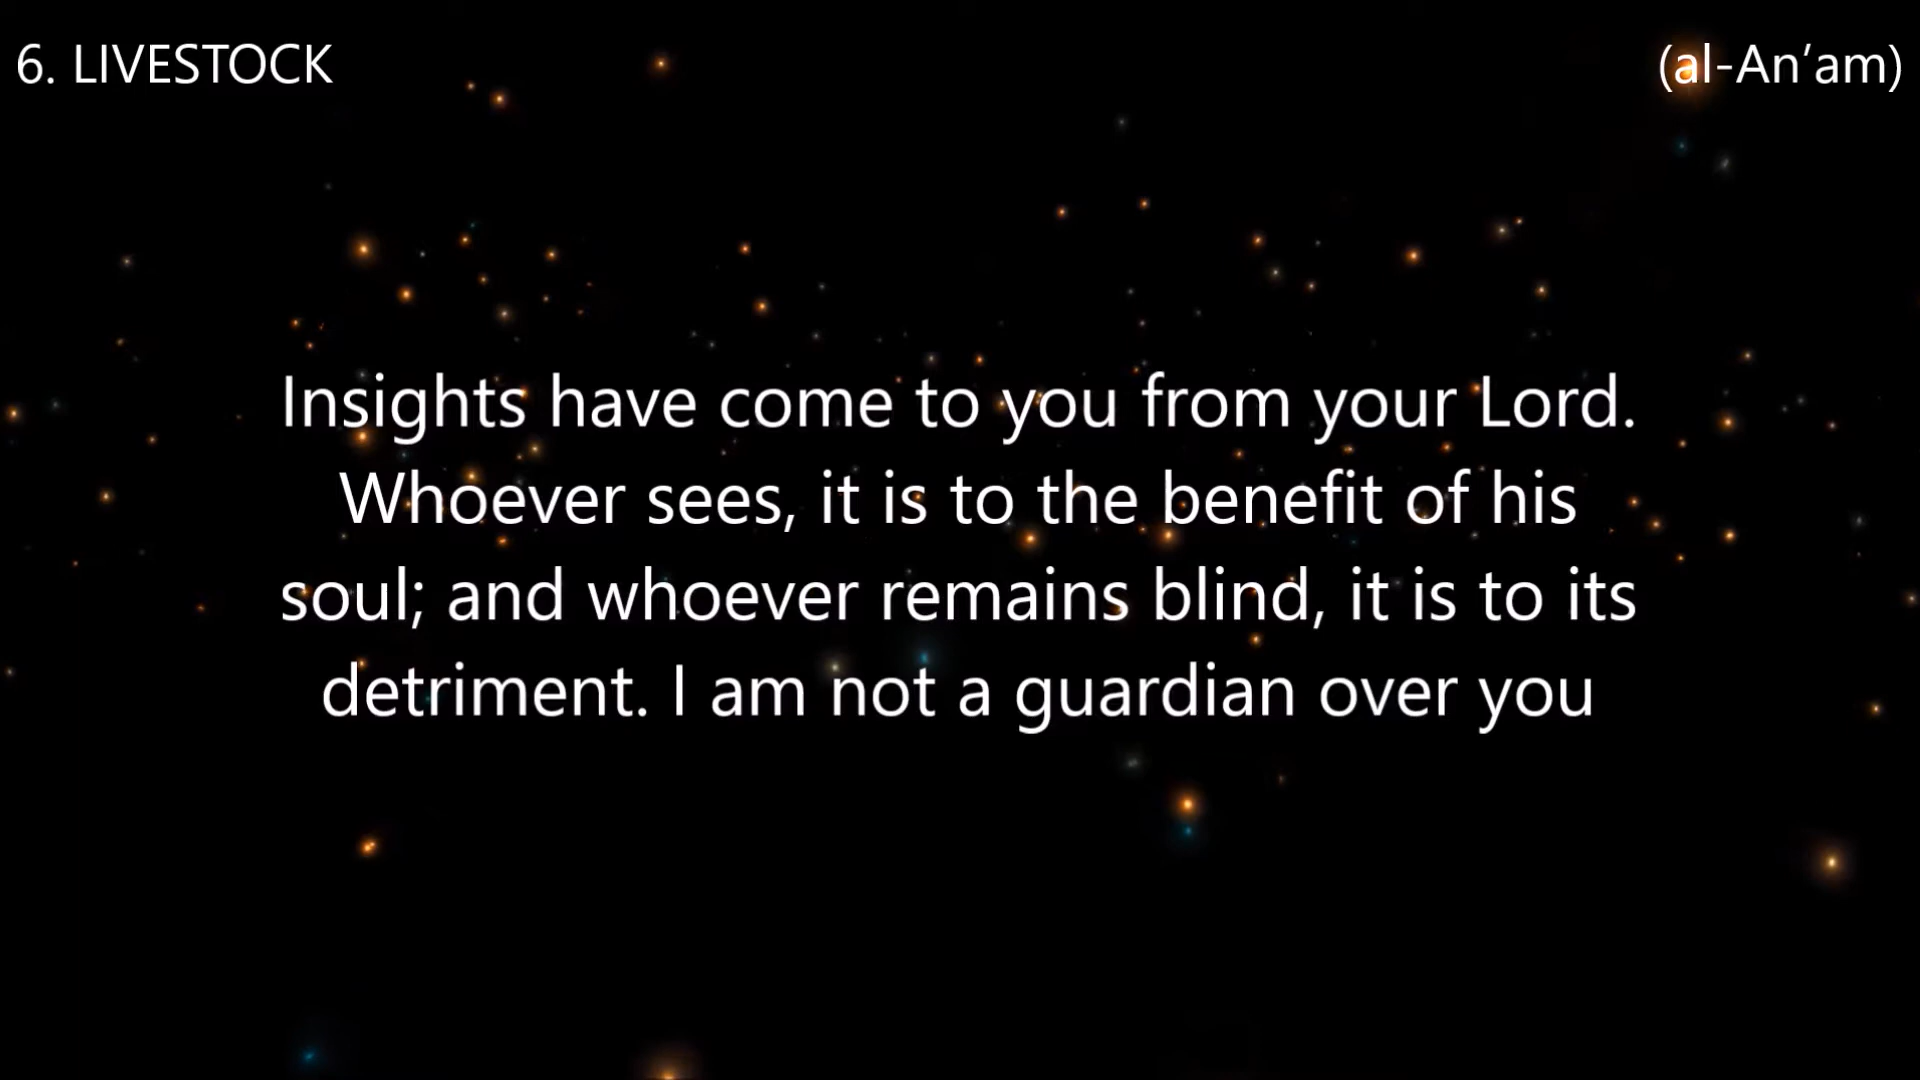 6. LIVESTOCK
(al-An’am)
Insights have come to you from your Lord.
Whoever sees, it is to the benefit of his
soul; and whoever remains blind, it is to its
detriment. I am not a guardian over you